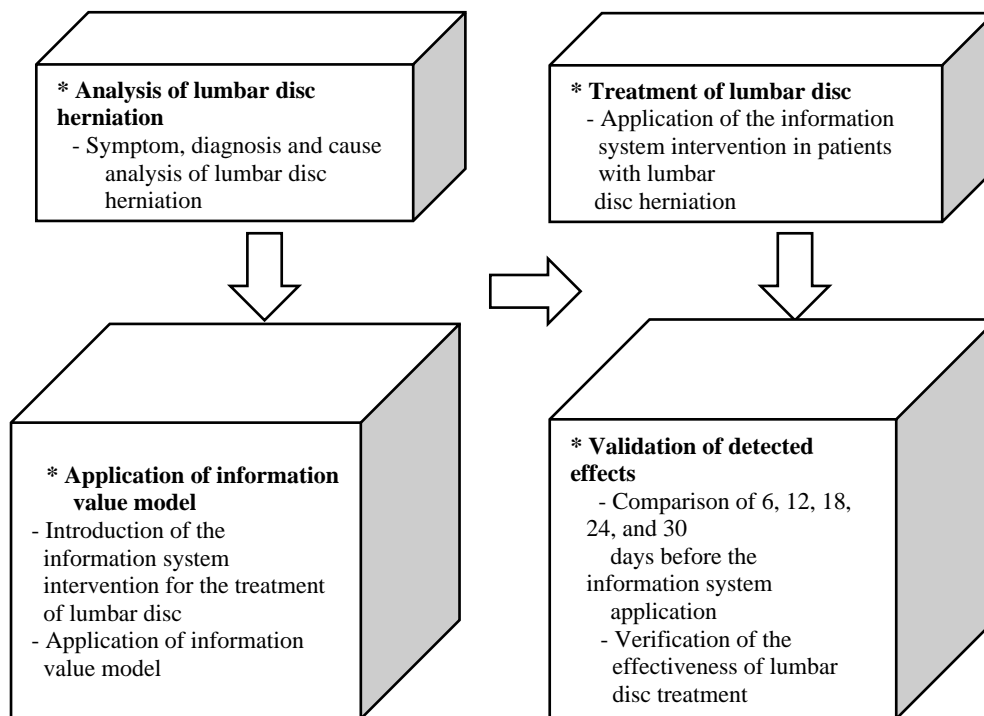 * Analysis of lumbar disc
herniation
- Symptom, diagnosis and cause
analysis of lumbar disc
herniation
* Application of information
value model
- Introduction of the
information system
intervention for the treatment
of lumbar disc
- Application of information
value model
* Treatment of lumbar disc
- Application of the information
system intervention in patients
with lumbar
disc herniation
* Validation of detected
effects
- Comparison of 6, 12, 18,
24, and 30
days before the
information system
application
- Verification of the
effectiveness of lumbar
disc treatment